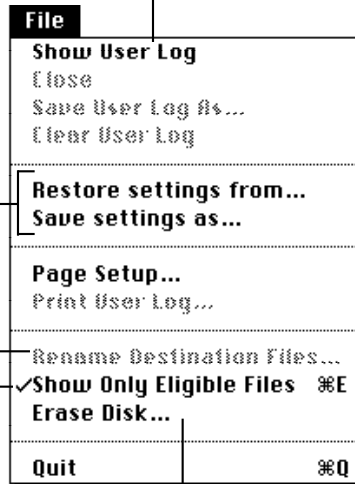 File
Show User Log
Close
Save User Log As...
Clear User Log
Restore settings from...
Save settings as...
Page Setup...
Print User Log...
Rename Destination Files...
✓Show Only Eligible Files ⌘E
Erase Disk...
Quit ⌘Q